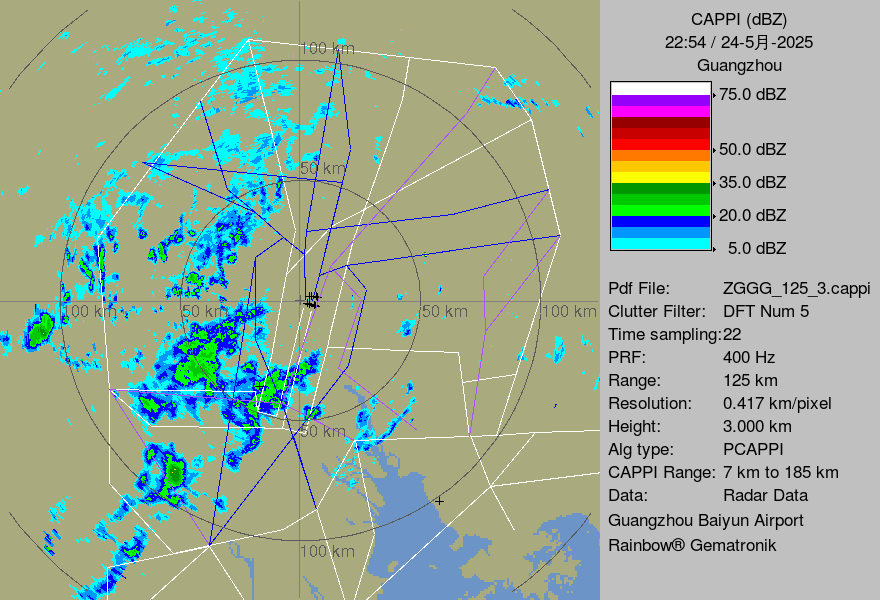 100 km
50 km
100 km
50 km
50 km
100 km
50 km
100 km
CAPPI (dBZ)
22:54 / 24-5月-2025
Guangzhou
75.0 dBZ
50.0 dBZ
35.0 dBZ
20.0 dBZ
5.0 dBZ
Pdf File: ZGGG_125_3.cappi
Clutter Filter: DFT Num 5
Time sampling:22
PRF: 400 Hz
Range: 125 km
Resolution: 0.417 km/pixel
Height: 3.000 km
Alg type: PCAPPI
CAPPI Range: 7 km to 185 km
Data: Radar Data
Guangzhou Baiyun Airport
Rainbow® Gematronik